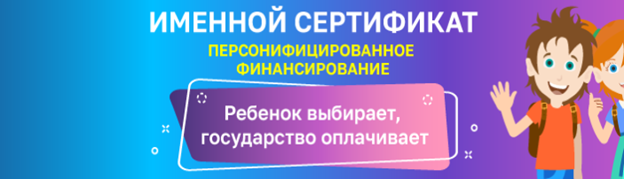 ИМЕННОЙ СЕРТИФИКАТ
ПЕРСОНИФИЦИРОВАННОЕ
ФИНАНСИРОВАНИЕ
Ребенок выбирает,
государство оплачивает